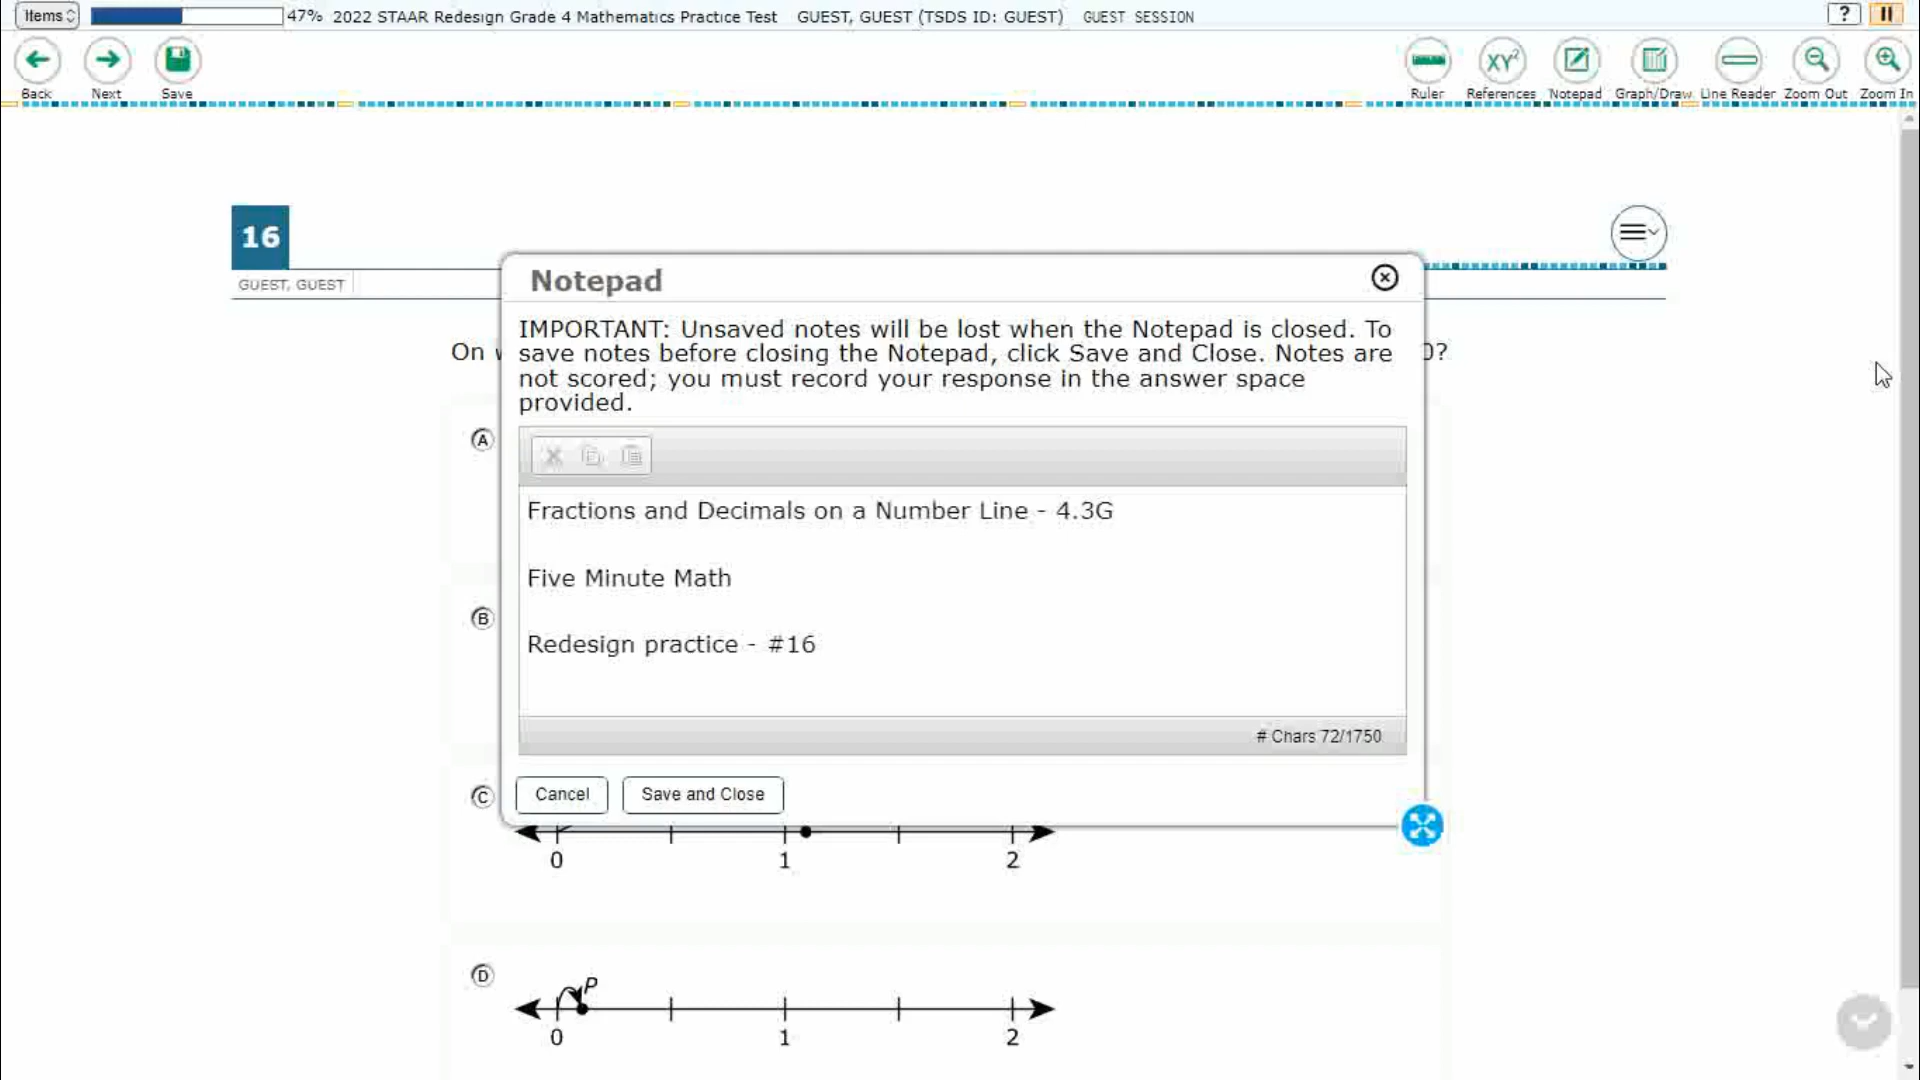 Items
47%
2022 STAAR Redesign Grade 4 Mathematics Practice Test
GUEST, GUEST (TSDS ID: GUEST)
GUEST SESSION
?
Back
Next
Save
XY²
Ruler
References
Notepad
Graph/Draw
Line Reader
Zoom Out
Zoom In
16
GUEST, GUEST
Notepad
IMPORTANT: Unsaved notes will be lost when the Notepad is closed. To
save notes before closing the Notepad, click Save and Close. Notes are
not scored; you must record your response in the answer space
provided.
On
?
Fractions and Decimals on a Number Line - 4.3G
Five Minute Math
Redesign practice - #16
# Chars 72/1750
Cancel
Save and Close
A
B
C
0 1 2
D
P
0 1 2